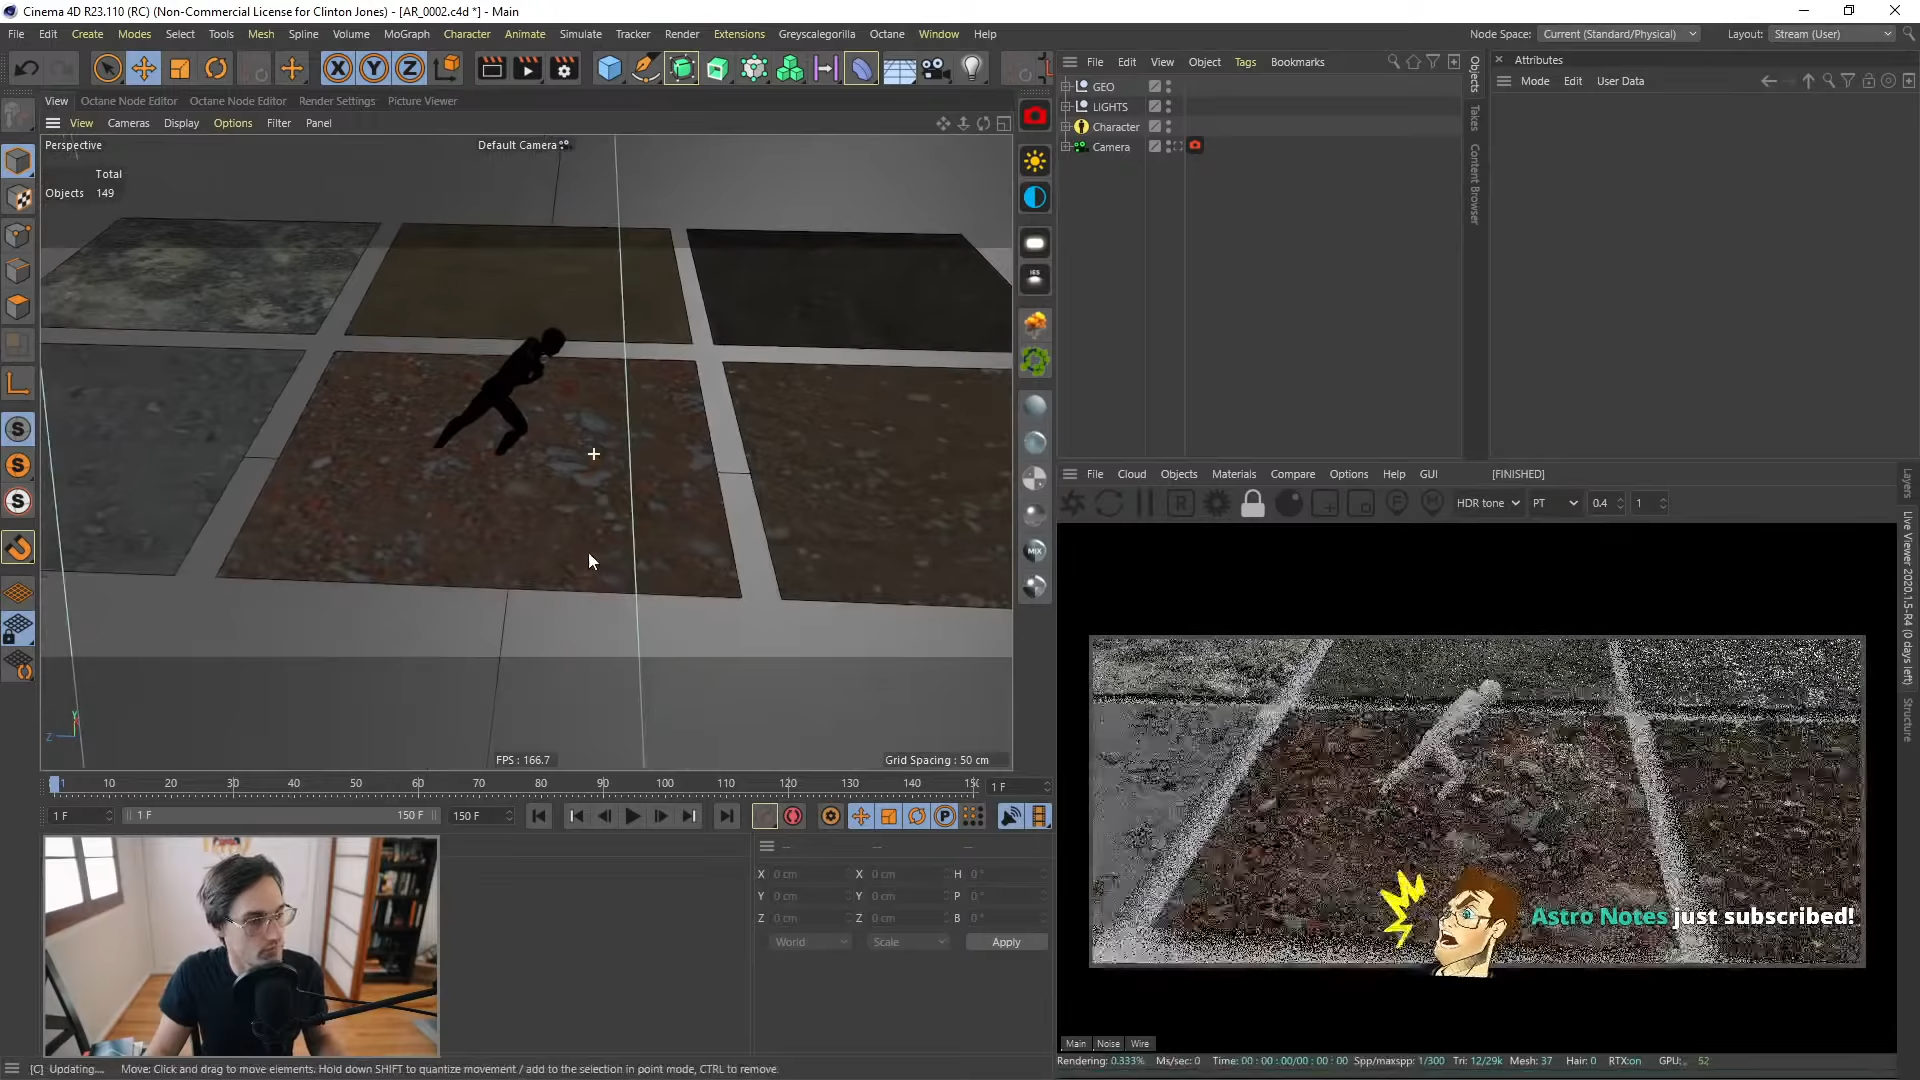 Cinema 4D R23.110 (RC) (Non-Commercial License for Clinton Jones) - [AR_0002.c4d *] - Main
File Edit Create Modes Select Tools Mesh Spline Volume MoGraph Character Animate Simulate Tracker Render Extensions Greyscalegorilla Octane Window Help
Node Space: Current (Standard/Physical) Layout: Stream (User)
X Y Z
File Edit View Object Tags Bookmarks
Attributes
Mode Edit User Data
View Octane Node Editor Octane Node Editor Render Settings Picture Viewer
View Cameras Display Options Filter Panel
Perspective
Default Camera
Total
Objects 149
GEO
LIGHTS
Character
Camera
Objects
Takes
Content Browser
IES
MIX
S
S
S
FPS : 166.7
Grid Spacing : 50 cm
Z
Y
File Cloud Objects Materials Compare Options Help GUI [FINISHED]
R F M HDR tone PT 0.4 1
Layers
Live Viewer 2020.1.5-R4 (0 days left)
Structure
10 20 30 40 50 60 70 80 90 100 110 120 130 140 1 F
1 F 1 F 150 F 150 F P
X 0 cm X 0 cm H 0 °
Y 0 cm Y 0 cm P 0 °
Z 0 cm Z 0 cm B 0 °
World Scale Apply
Astro Notes just subscribed!
Main Noise Wire
Rendering: 0.333% Ms/sec: 0 Time: 00 : 00 : 00/00 : 00 : 00 Spp/maxspp: 1/300 Tri: 12/29k Mesh: 37 Hair: 0 RTX:on GPU: 52
[C] Updating.... Move: Click and drag to move elements. Hold down SHIFT to quantize movement / add to the selection in point mode, CTRL to remove.